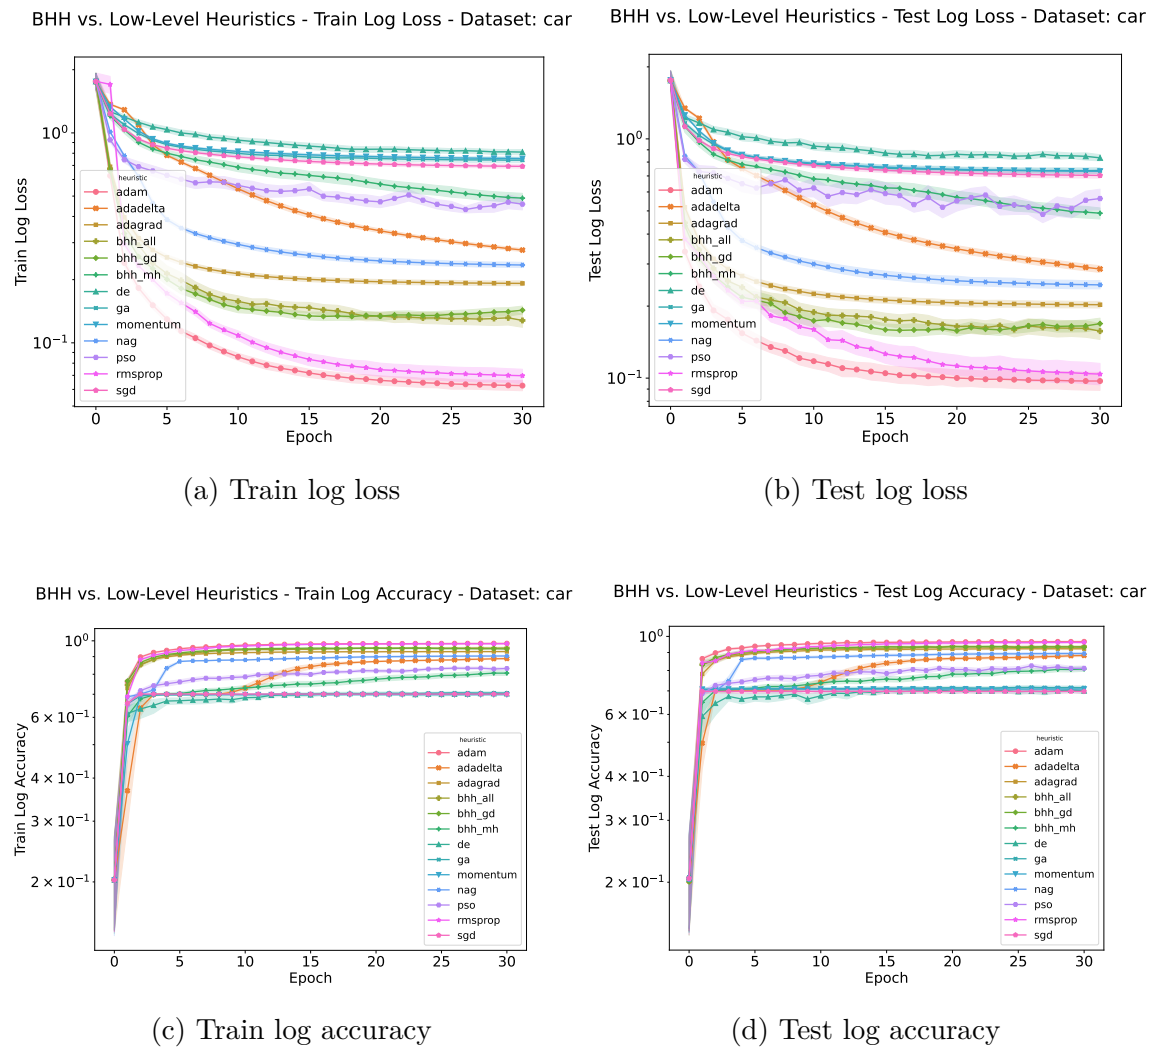 BHH vs. Low-Level Heuristics - Train Log Loss - Dataset: car
Train Log Loss
10⁰
10⁻¹
heuristic
adam
adadelta
adagrad
bhh_all
bhh_gd
bhh_mh
de
ga
momentum
nag
pso
rmsprop
sgd
0 5 10 15 20 25 30
Epoch
(a) Train log loss
BHH vs. Low-Level Heuristics - Test Log Loss - Dataset: car
Test Log Loss
10⁰
10⁻¹
heuristic
adam
adadelta
adagrad
bhh_all
bhh_gd
bhh_mh
de
ga
momentum
nag
pso
rmsprop
sgd
0 5 10 15 20 25 30
Epoch
(b) Test log loss
BHH vs. Low-Level Heuristics - Train Log Accuracy - Dataset: car
Train Log Accuracy
10⁰
6 × 10⁻¹
4 × 10⁻¹
3 × 10⁻¹
2 × 10⁻¹
heuristic
adam
adadelta
adagrad
bhh_all
bhh_gd
bhh_mh
de
ga
momentum
nag
pso
rmsprop
sgd
0 5 10 15 20 25 30
Epoch
(c) Train log accuracy
BHH vs. Low-Level Heuristics - Test Log Accuracy - Dataset: car
Test Log Accuracy
10⁰
6 × 10⁻¹
4 × 10⁻¹
3 × 10⁻¹
2 × 10⁻¹
heuristic
adam
adadelta
adagrad
bhh_all
bhh_gd
bhh_mh
de
ga
momentum
nag
pso
rmsprop
sgd
0 5 10 15 20 25 30
Epoch
(d) Test log accuracy